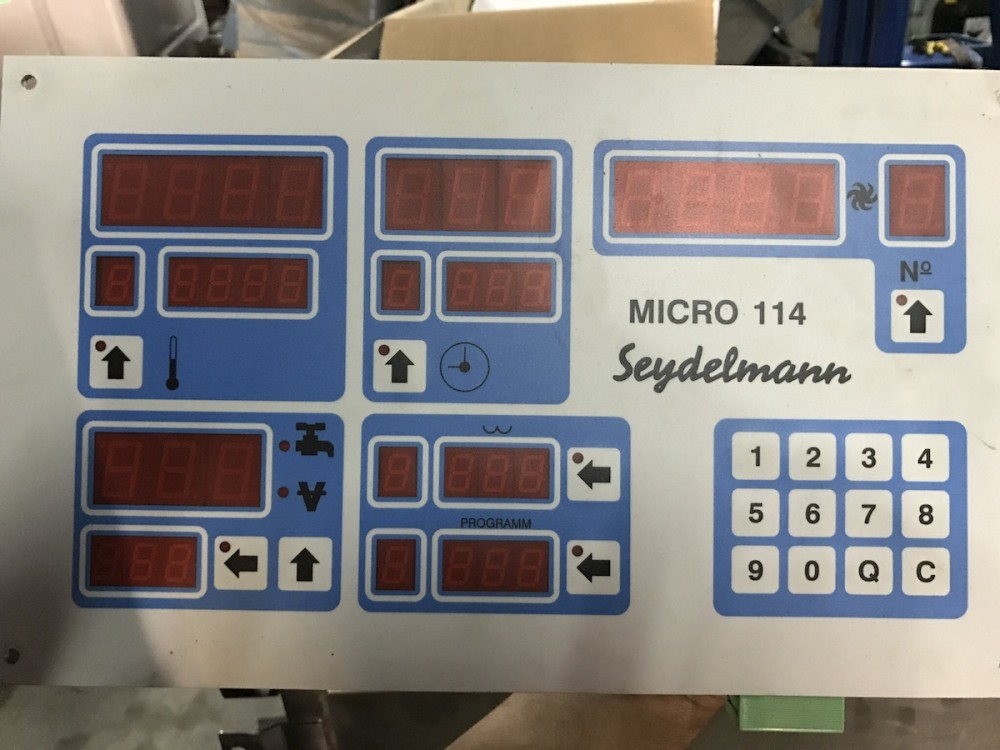 Nº
MICRO 114
Seydelmann
PROGRAMM
1 2 3 4
5 6 7 8
9 0 Q C